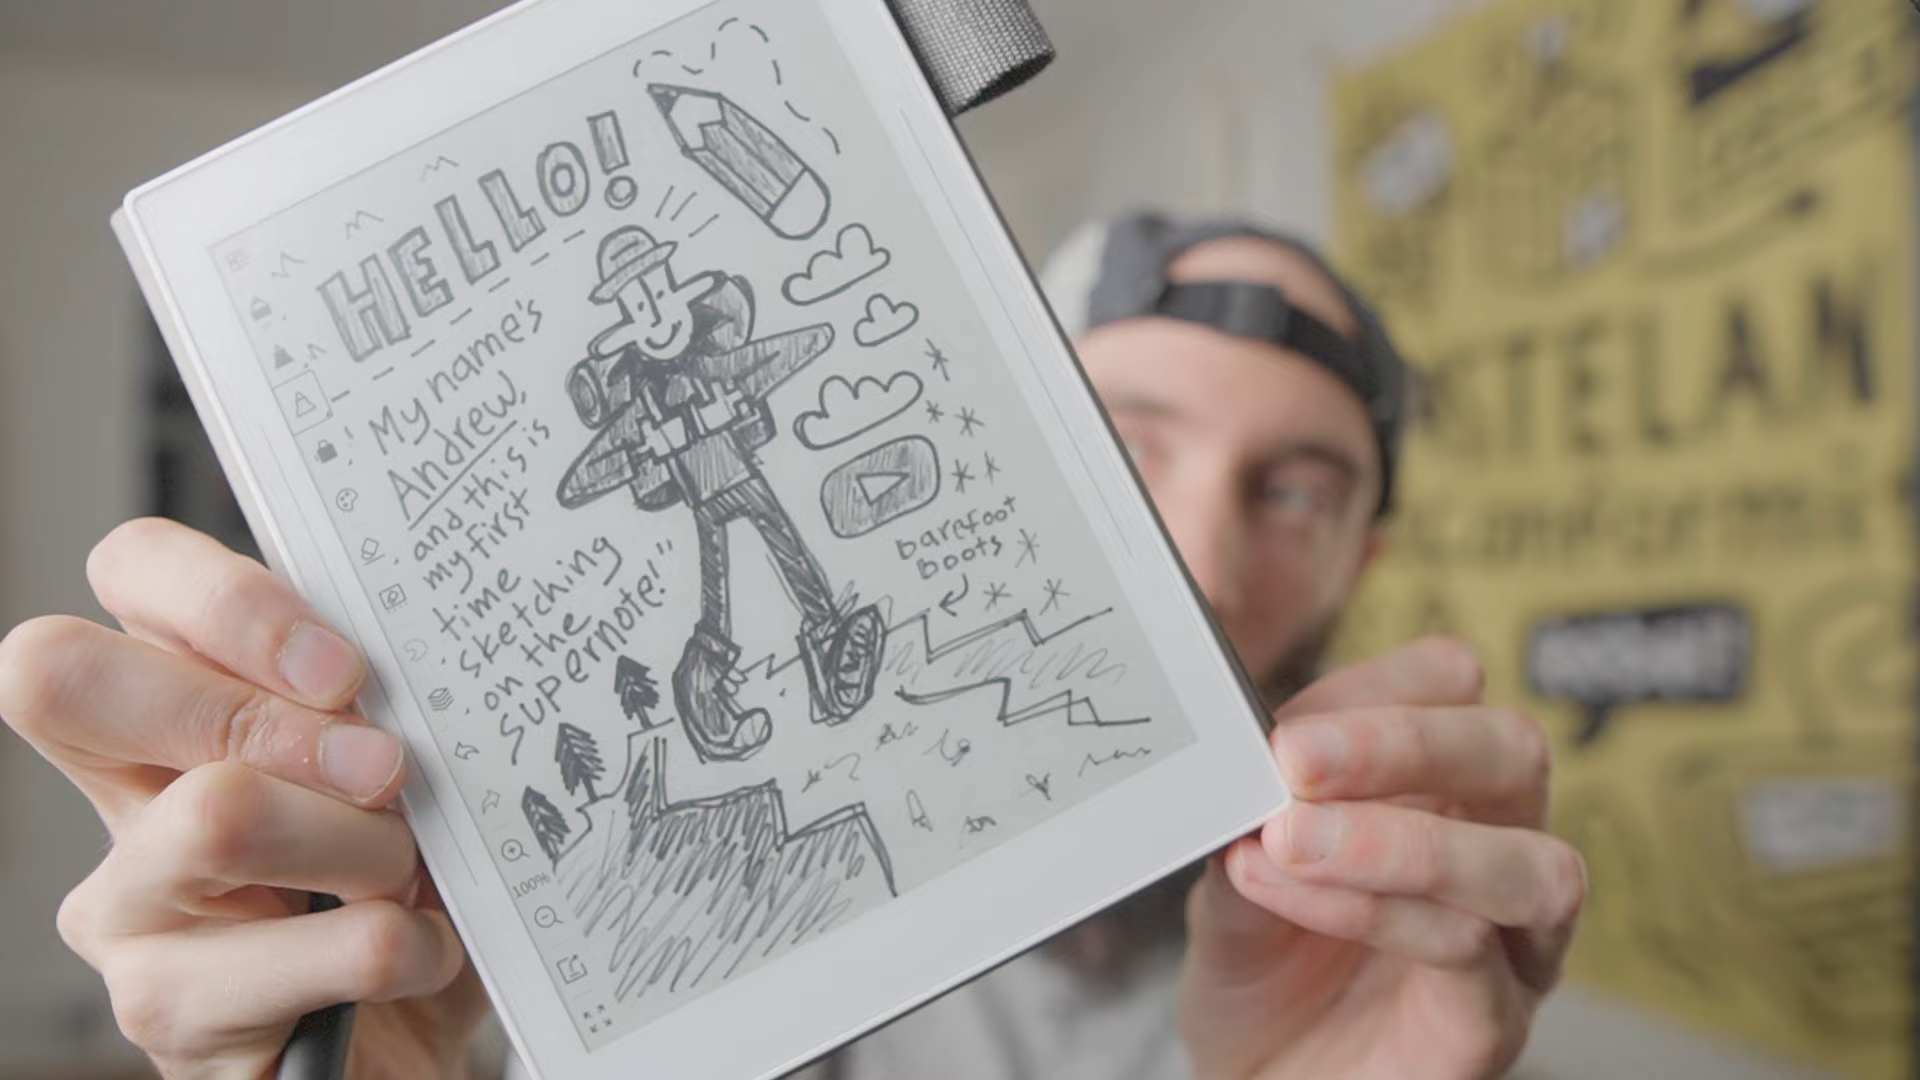 HELLO!
My name's
Andrew,
and this is
my first
time
sketching
on the
supernote!"
barefoot
boots
100%